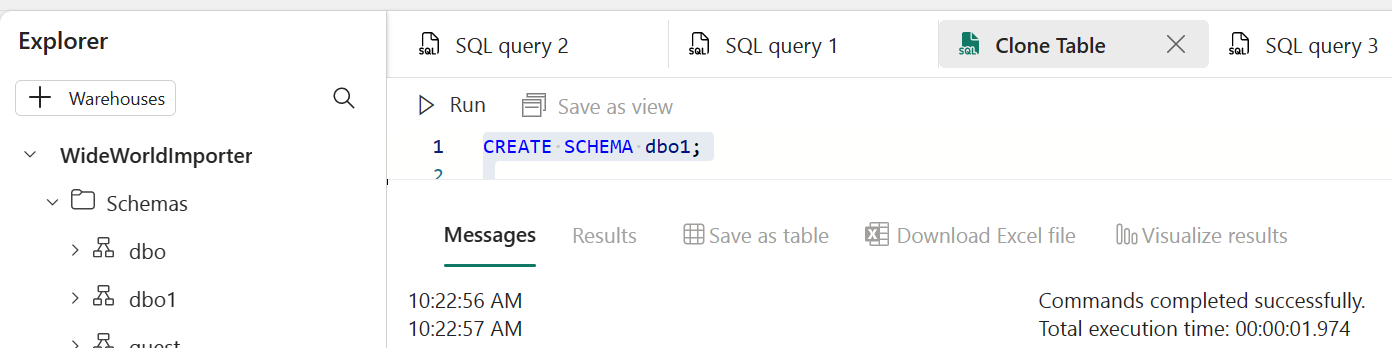 Explorer
SQL query 2
SQL query 1
Clone Table
SQL query 3
Warehouses
Run
Save as view
WideWorldImporter
1 CREATE SCHEMA dbo1;
2
Schemas
dbo
dbo1
guest
Messages
Results
Save as table
Download Excel file
Visualize results
10:22:56 AM Commands completed successfully.
10:22:57 AM Total execution time: 00:00:01.974